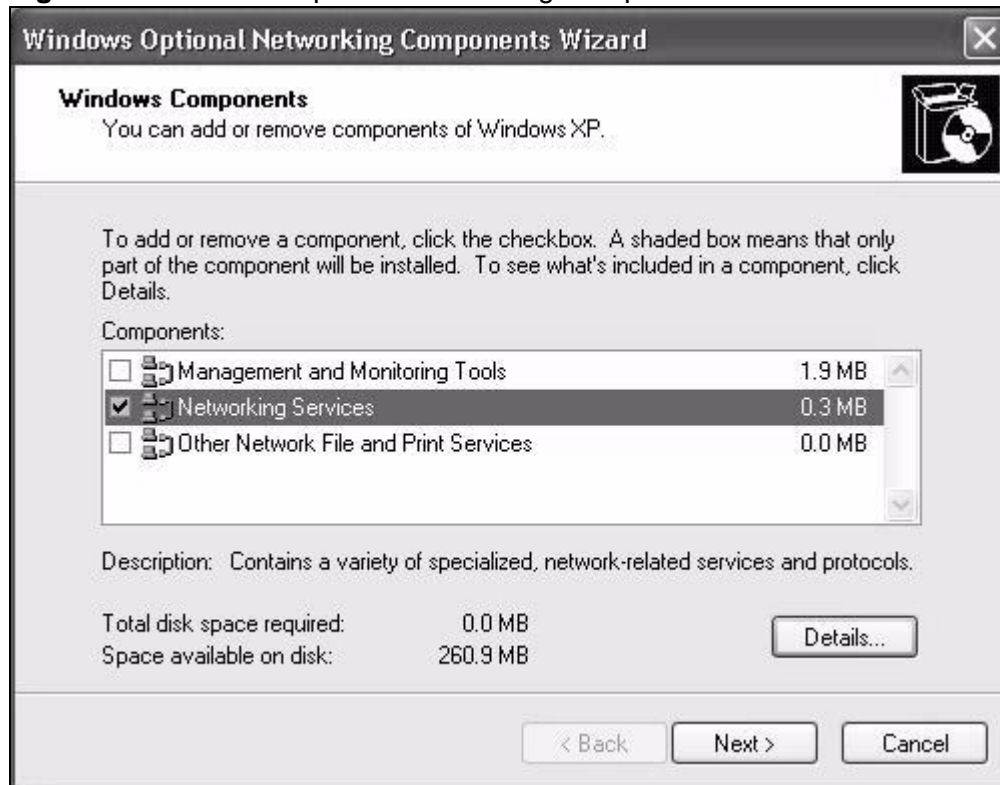 Windows Optional Networking Components Wizard
Windows Components
You can add or remove components of Windows XP.
To add or remove a component, click the checkbox. A shaded box means that only
part of the component will be installed. To see what's included in a component, click
Details.
Components:
Management and Monitoring Tools 1.9 MB
Networking Services 0.3 MB
Other Network File and Print Services 0.0 MB
Description: Contains a variety of specialized, network-related services and protocols.
Total disk space required: 0.0 MB
Space available on disk: 260.9 MB
Details...
< Back Next > Cancel